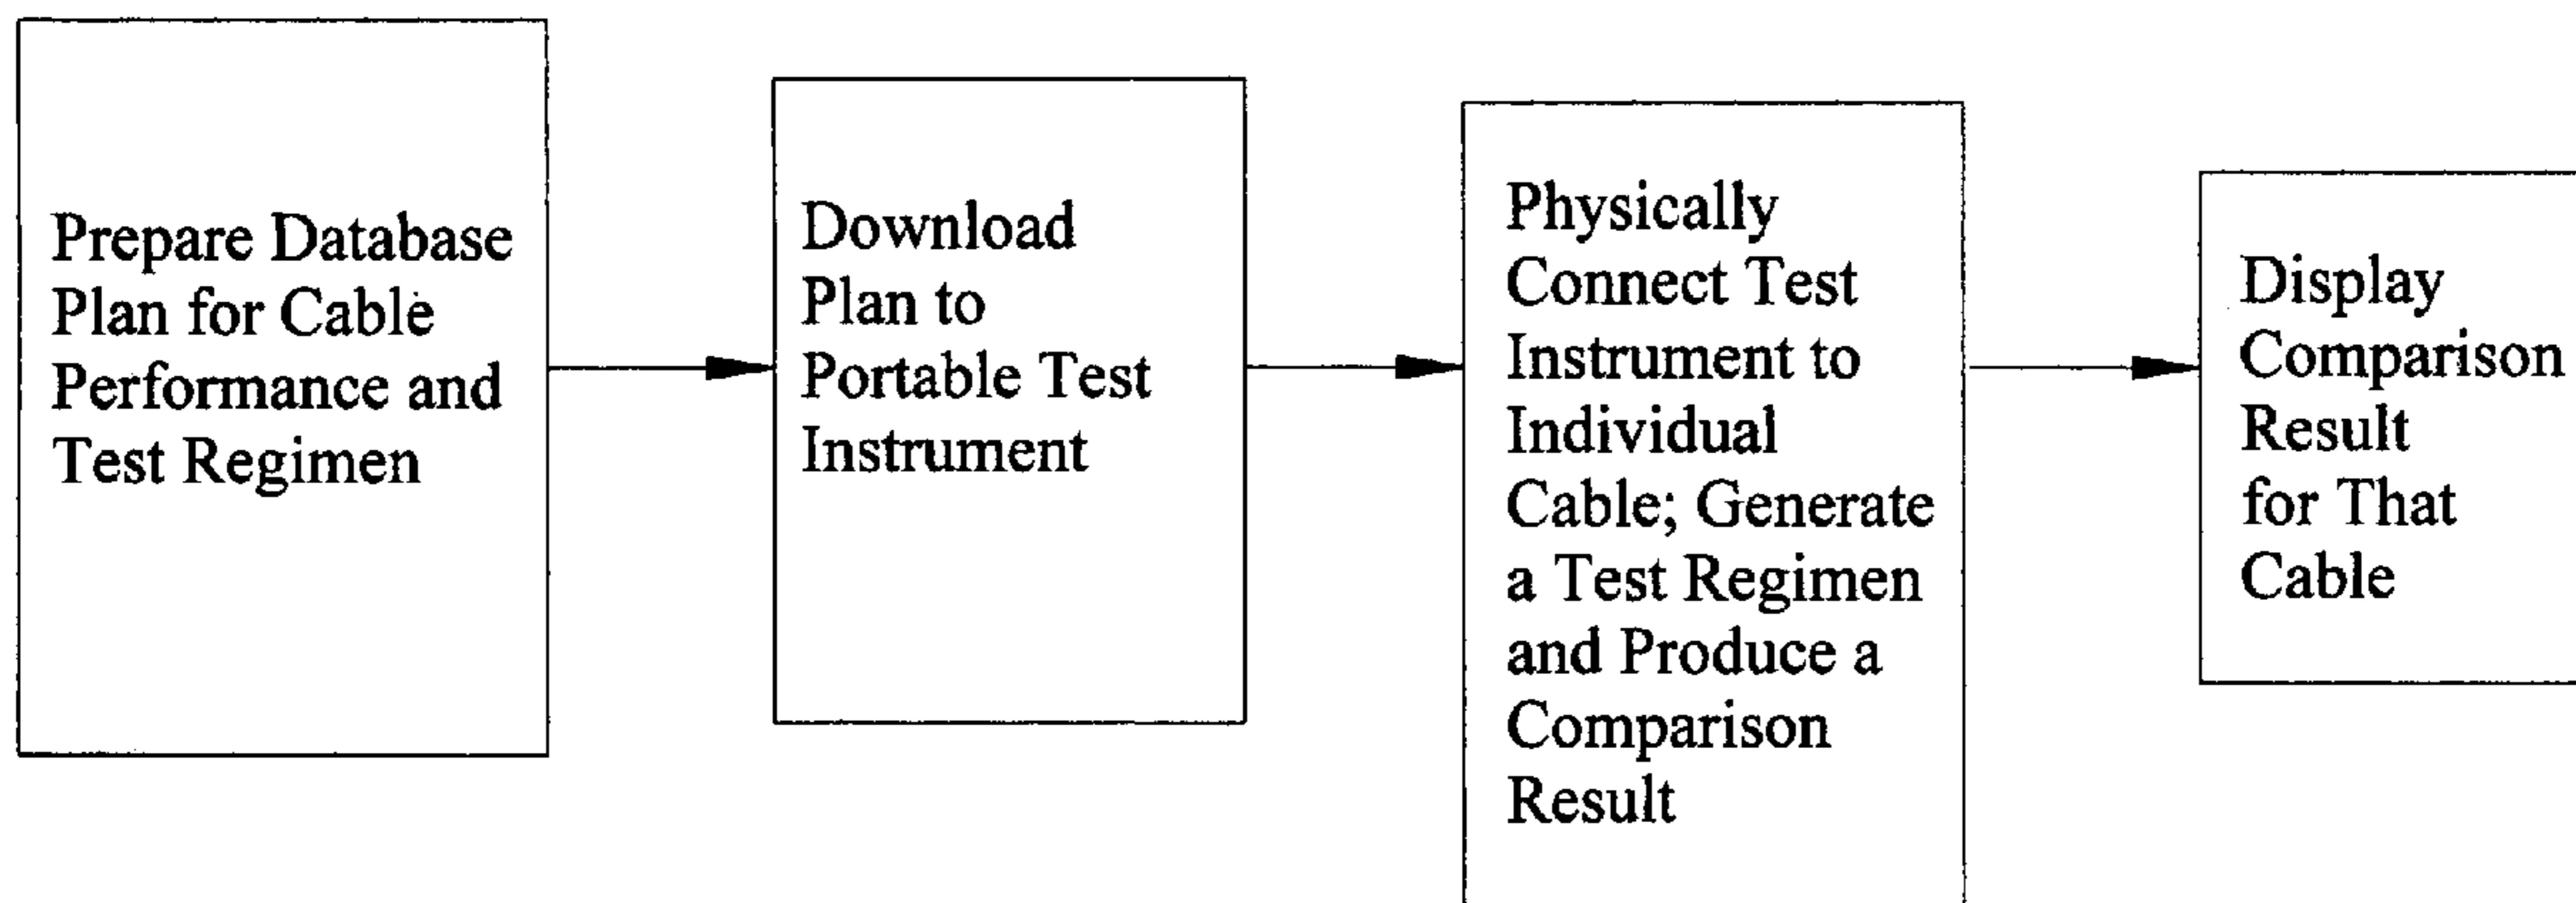 Prepare Database
Plan for Cable
Performance and
Test Regimen
Download
Plan to
Portable Test
Instrument
Physically
Connect Test
Instrument to
Individual
Cable; Generate
a Test Regimen
and Produce a
Comparison
Result
Display
Comparison
Result
for That
Cable